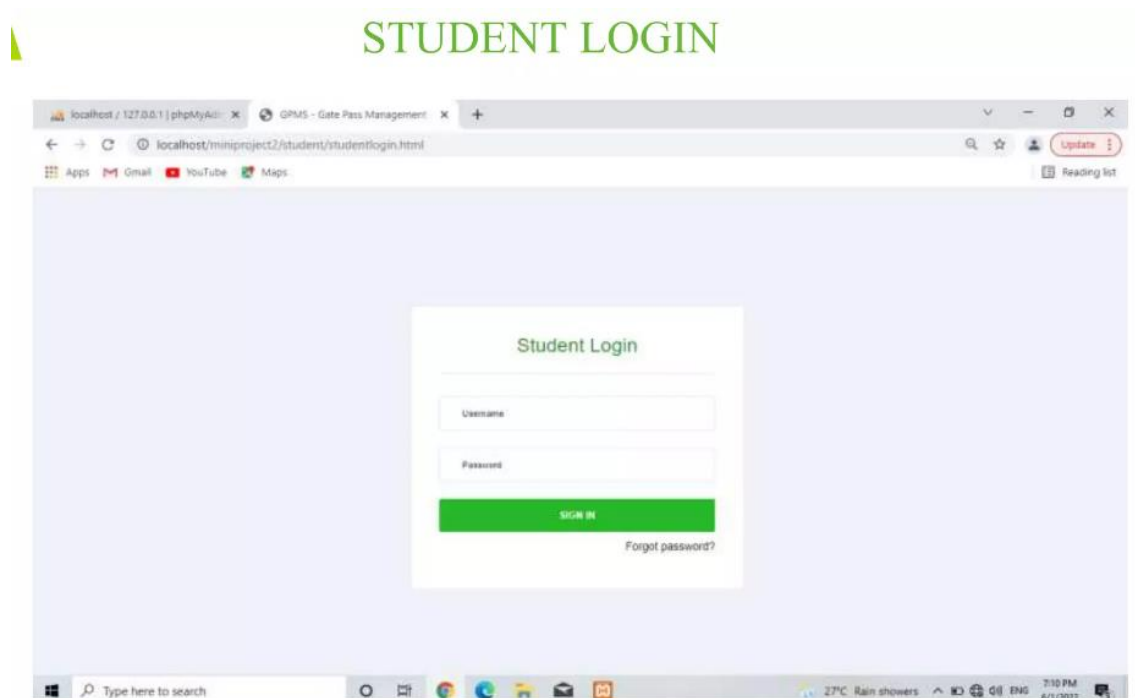 STUDENT LOGIN
localhost / 127.0.0.1 | phpMyAd
GPMS - Gate Pass Management
localhost/miniproject2/student/studentlogin.html
Update
Apps Gmail YouTube Maps
Reading list
Student Login
Username
Password
SIGN IN
Forgot password?
Type here to search
27°C Rain showers
ENG
7:10 PM